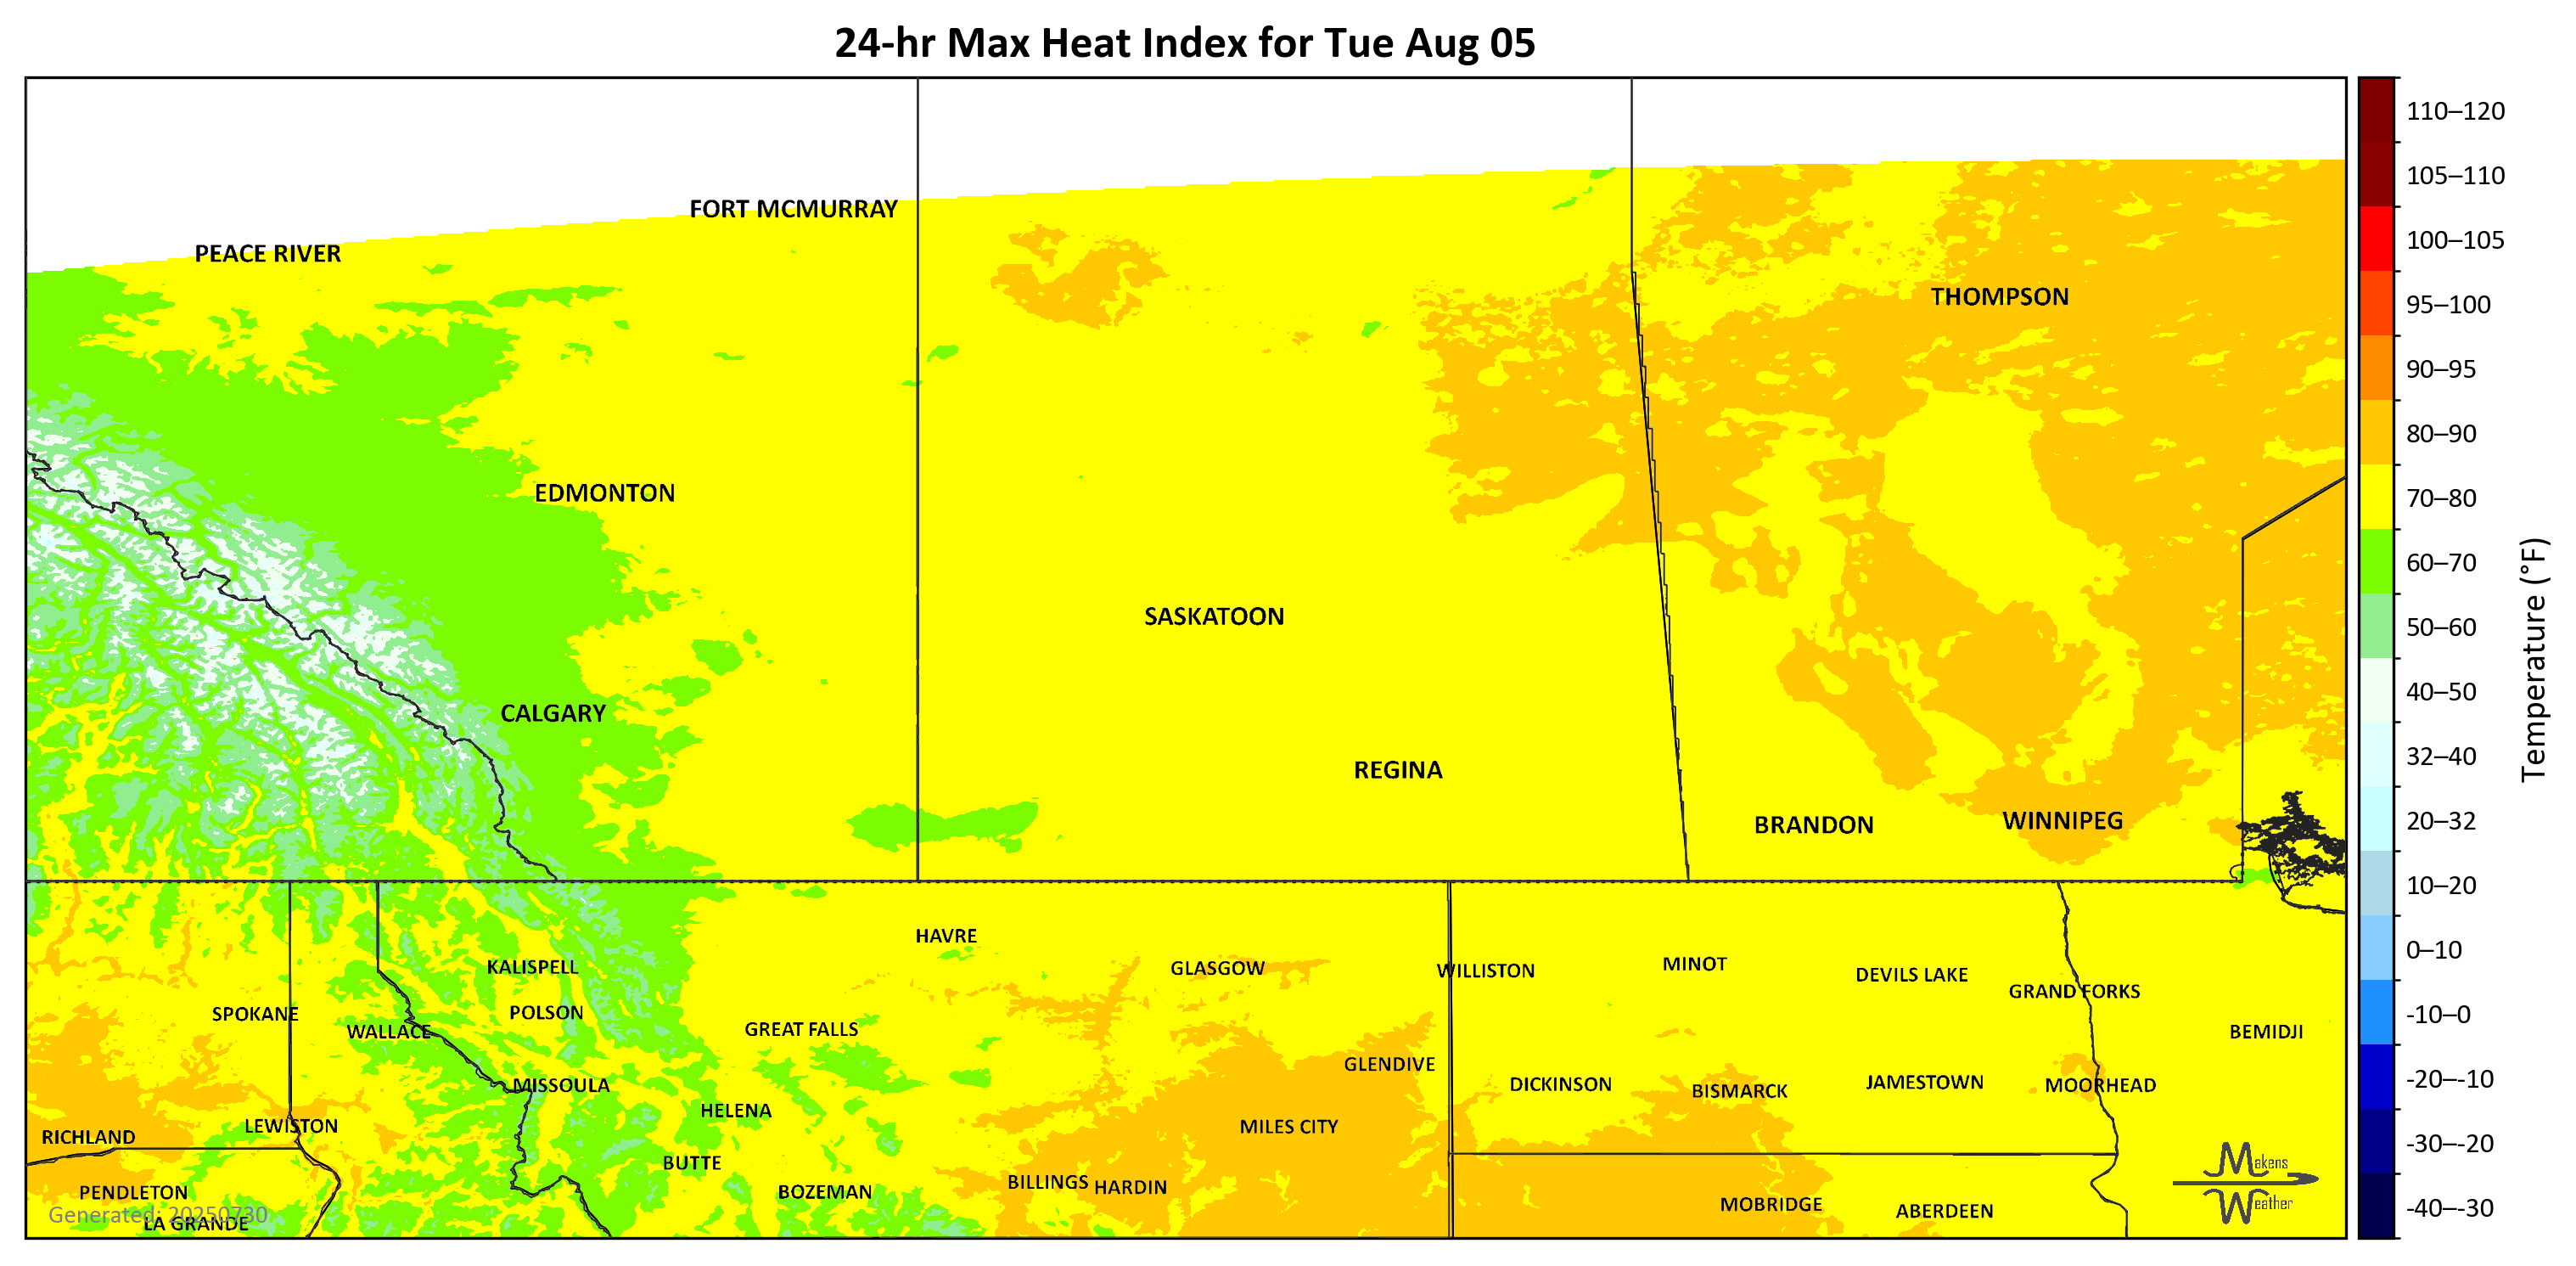 24-hr Max Heat Index for Tue Aug 05
110–120
105–110
FORT MCMURRAY
100–105
PEACE RIVER
THOMPSON
95–100
90–95
80–90
EDMONTON
70–80
60–70
SASKATOON
50–60
Temperature (°F)
40–50
CALGARY
32–40
REGINA
20–32
BRANDON
WINNIPEG
10–20
HAVRE
0–10
KALISPELL
GLASGOW
WILLISTON
MINOT
DEVILS LAKE
GRAND FORKS
SPOKANE
POLSON
-10–0
WALLACE
GREAT FALLS
BEMIDJI
GLENDIVE
-20–-10
MISSOULA
DICKINSON
BISMARCK
JAMESTOWN
MOORHEAD
HELENA
RICHLAND
LEWISTON
MILES CITY
-30–-20
BUTTE
Makens
PENDLETON
BOZEMAN
BILLINGS
HARDIN
MOBRIDGE
ABERDEEN
Weather
-40–-30
Generated: 20250730
LA GRANDE